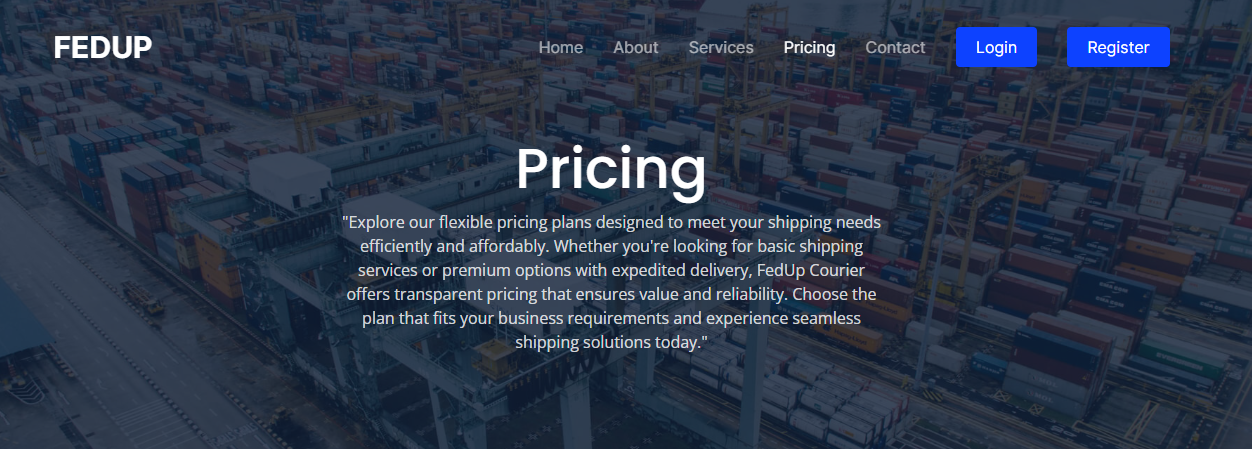 FEDUP
Home About Services Pricing Contact Login Register
Pricing
"Explore our flexible pricing plans designed to meet your shipping needs
efficiently and affordably. Whether you're looking for basic shipping
services or premium options with expedited delivery, FedUp Courier
offers transparent pricing that ensures value and reliability. Choose the
plan that fits your business requirements and experience seamless
shipping solutions today."